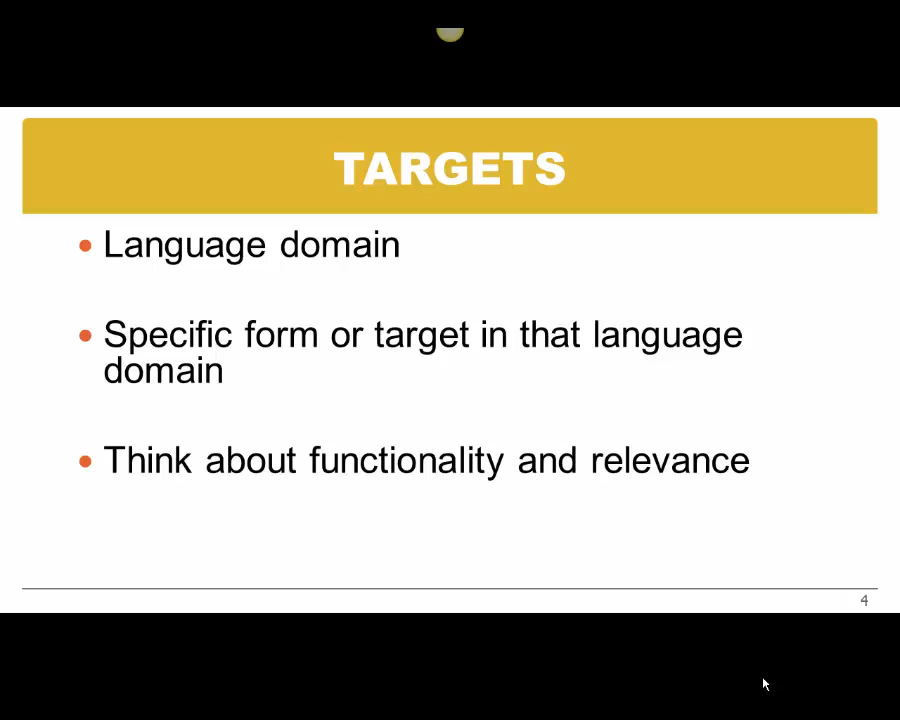 TARGETS
Language domain
Specific form or target in that language
domain
Think about functionality and relevance
4